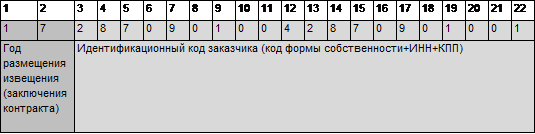 1 2 3 4 5 6 7 8 9 10 11 12 13 14 15 16 17 18 19 20 21 22
1 7 2 8 7 0 9 0 1 0 0 4 2 8 7 0 9 0 1 0 0 1
Год
размещения
извещения
(заключения
контракта)
Идентификационный код заказчика (код формы собственности+ИНН+КПП)